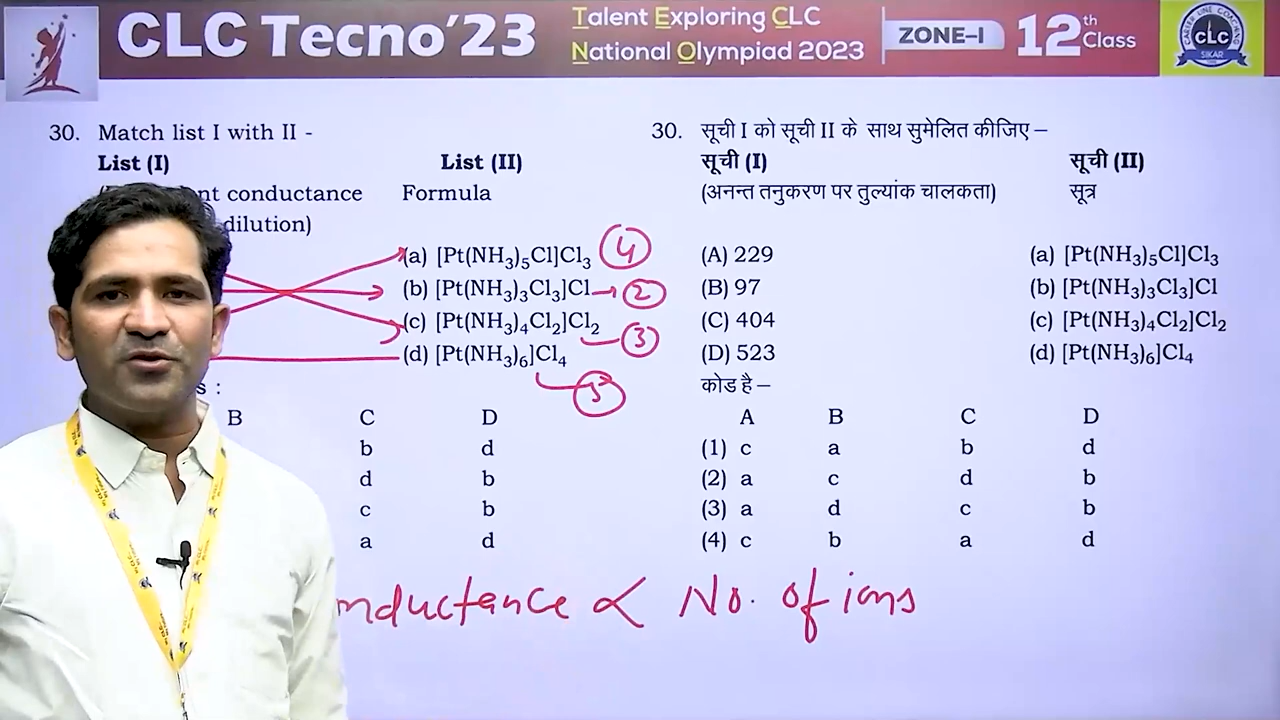 CLC Tecno'23
Talent Exploring CLC
National Olympiad 2023
ZONE–I
12th Class
CLC
SIKAR
30. Match list I with II -
List (I) List (II)
conductance Formula
dilution)
(a) [Pt(NH3)5Cl]Cl3 4
(b) [Pt(NH3)3Cl3]Cl → 2
(c) [Pt(NH3)4Cl2]Cl2 3
(d) [Pt(NH3)6]Cl4
5
B C D
b d
d b
c b
a d
30. सूची I को सूची II के साथ सुमेलित कीजिए –
सूची (I) सूची (II)
(अनन्त तनुकरण पर तुल्यांक चालकता) सूत्र
(A) 229 (a) [Pt(NH3)5Cl]Cl3
(B) 97 (b) [Pt(NH3)3Cl3]Cl
(C) 404 (c) [Pt(NH3)4Cl2]Cl2
(D) 523 (d) [Pt(NH3)6]Cl4
कोड है –
A B C D
(1) c a b d
(2) a c d b
(3) a d c b
(4) c b a d
nductance ∝ No. of ions